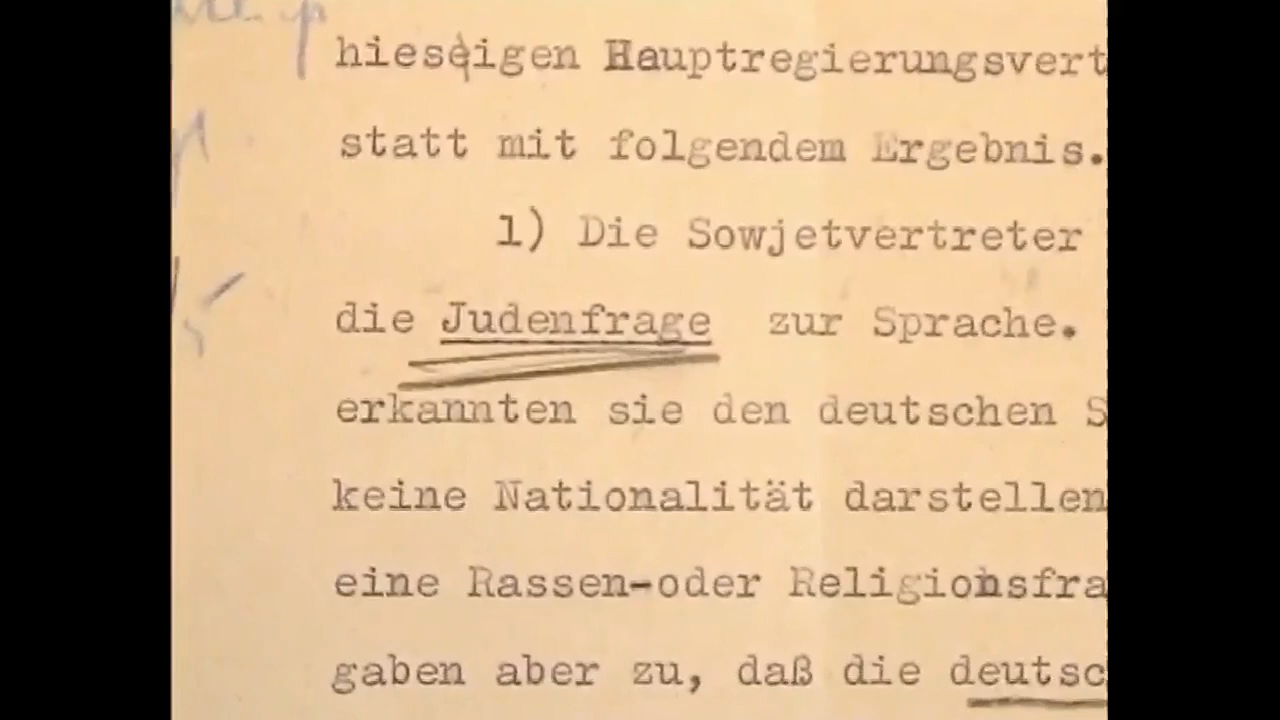 hiesigen Hauptregierungsvert
statt mit folgendem Ergebnis.
1) Die Sowjetvertreter
die Judenfrage zur Sprache.
erkannten sie den deutschen S
keine Nationalität darstellen
eine Rassen-oder Religionsfra
gaben aber zu, daß die deutsc